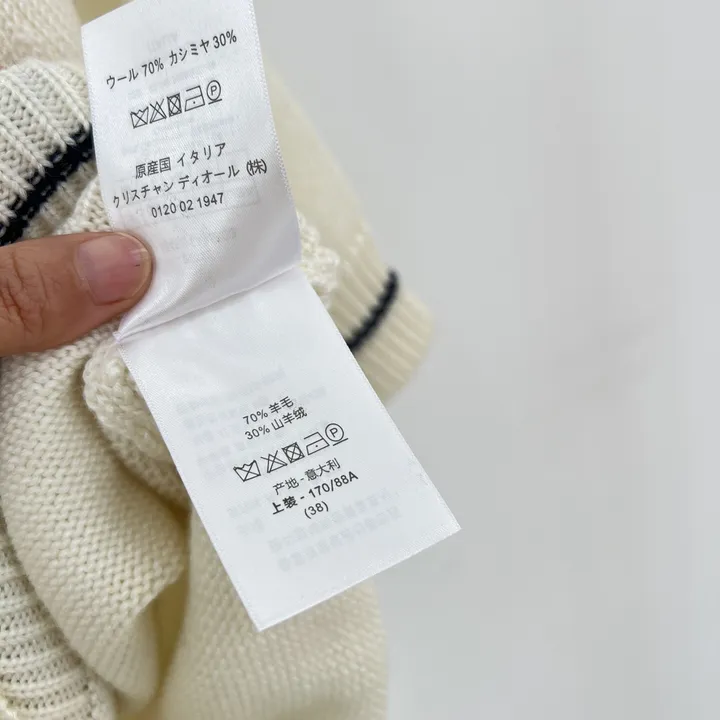 ウール 70% カシミヤ 30%
原産国 イタリア
クリスチャン ディオール (株)
0120 02 1947
70% 羊毛
30% 山羊绒
产地 - 意大利
上装 - 170/88A
(38)